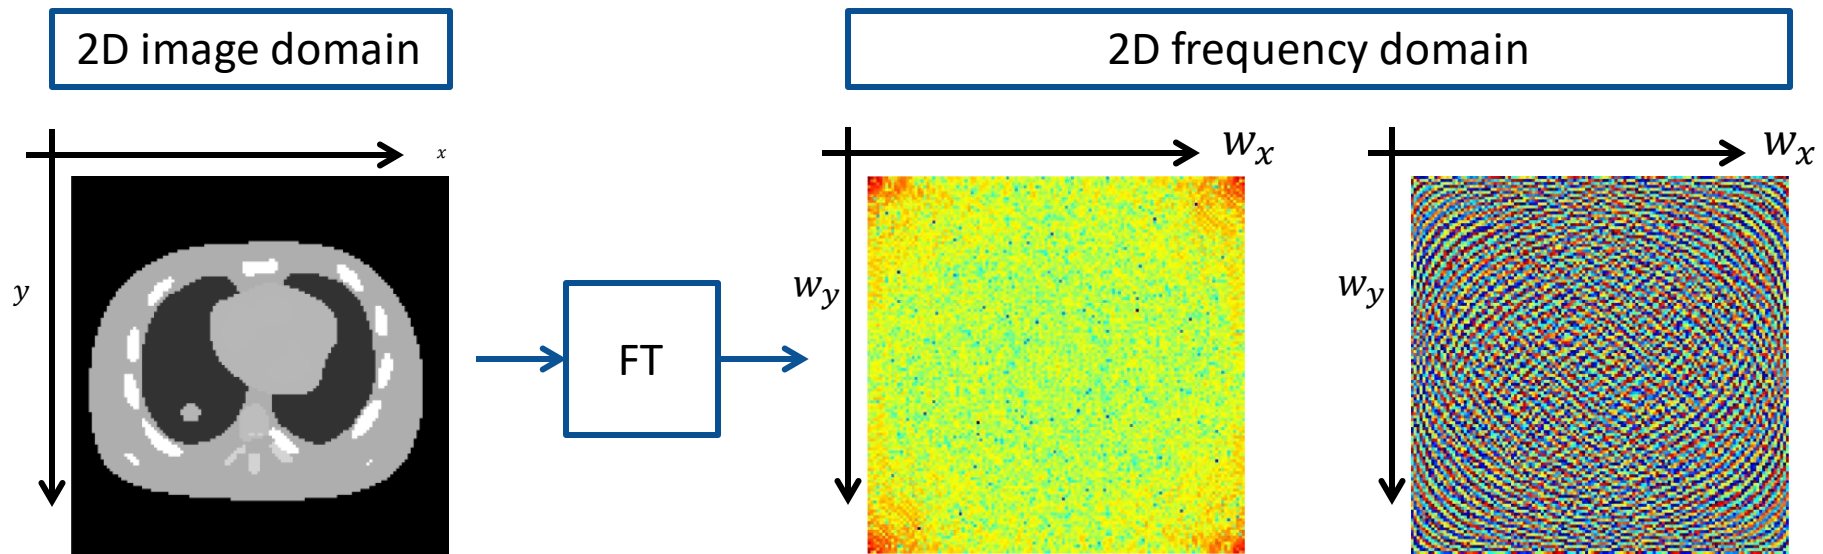 2D image domain
2D frequency domain
x
w_x
w_x
y
w_y
w_y
FT